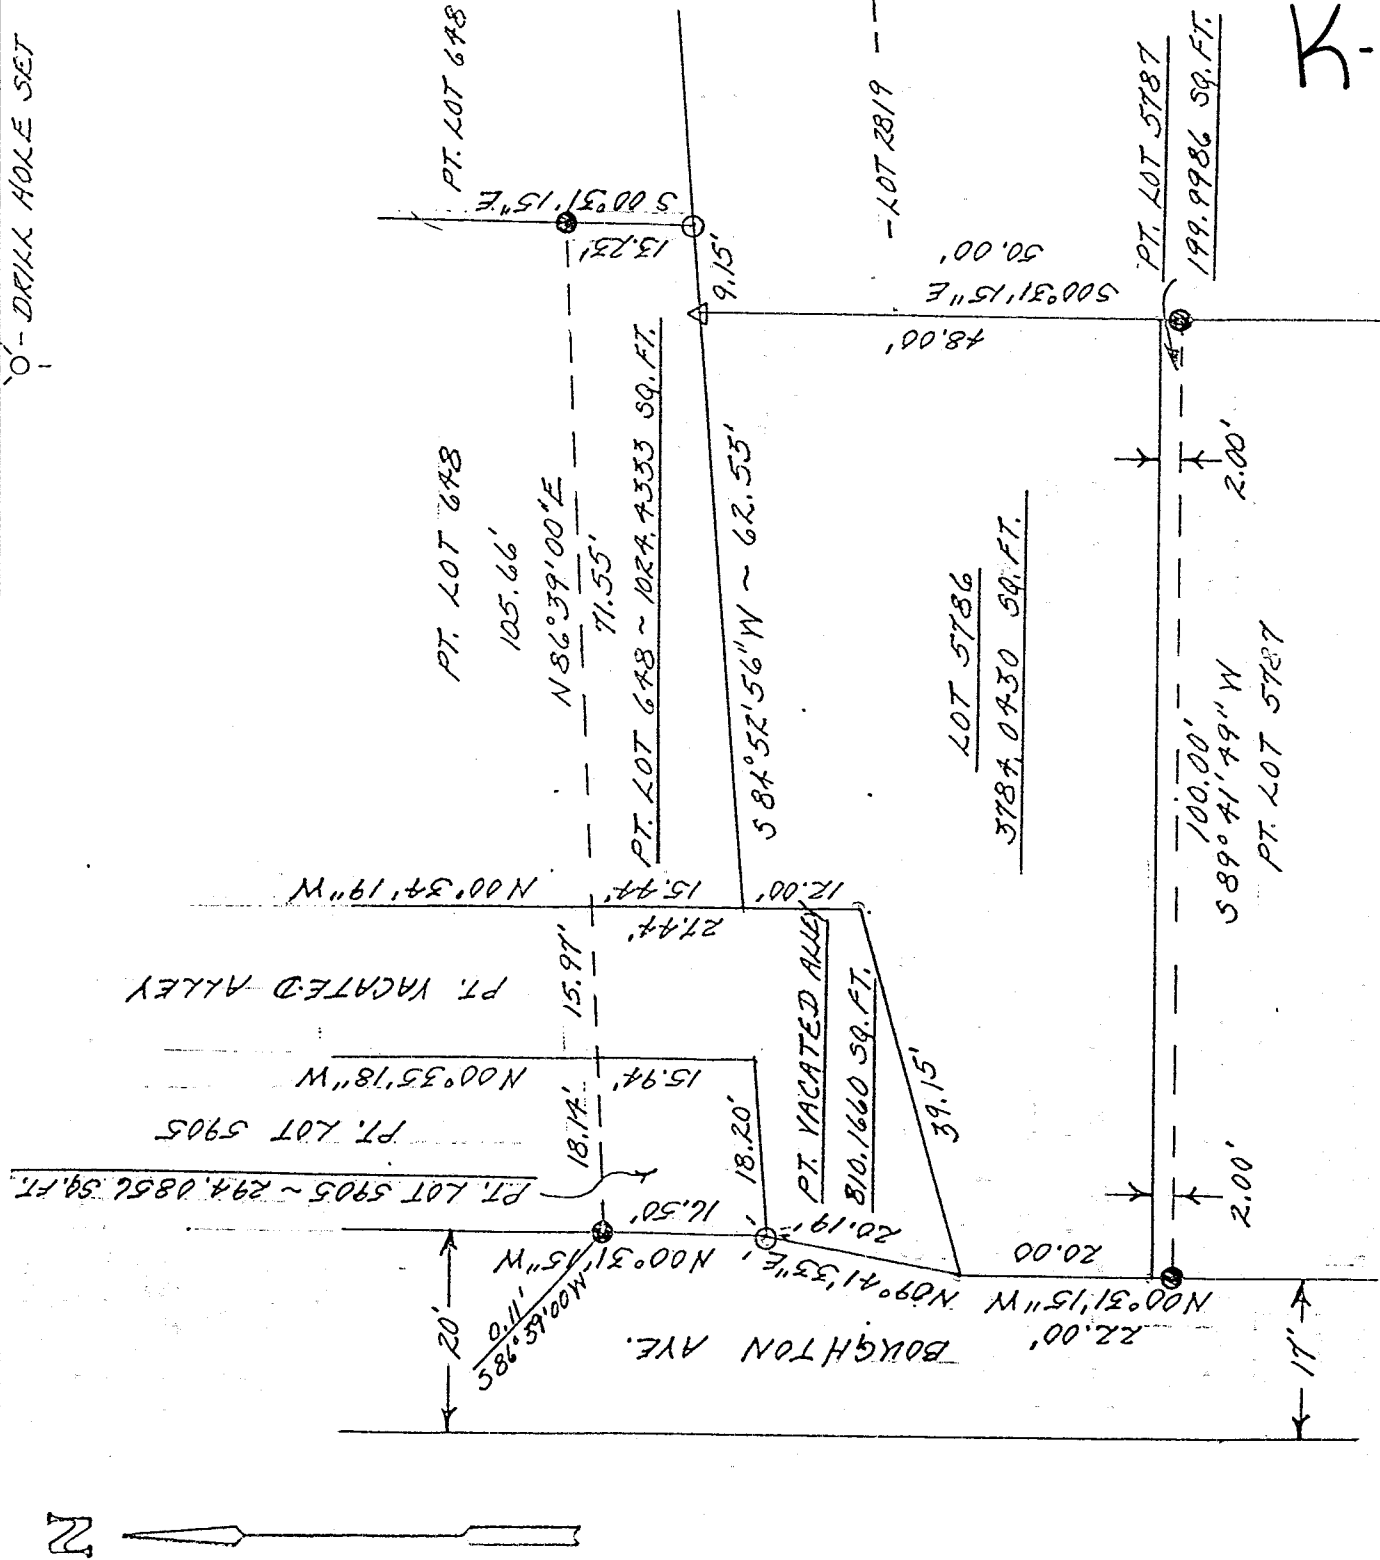 DRILL HOLE SET
PT. LOT 648
PT. LOT 648
105.66'
N86°39'00"E
71.55'
PT. LOT 648 ~ 1024.4333 SQ. FT.
S 00°31'15"E
13.23'
9.15'
S 84°52'56"W ~ 62.55'
-LOT 2819 -
S00°31'15"E
50.00'
48.00'
PT. LOT 5787
199.9986 SQ. FT.
K-
LOT 5786
3784.0430 SQ. FT.
2.00'
100.00'
S 89°41'49" W
PT. LOT 5787
N 00°34'19"W
15.44'
27.44'
12.00'
PT. VACATED ALLEY
15.97'
PT. VACATED ALLEY
810.1660 SQ. FT.
39.15'
N00°35'18"W
15.94'
PT. LOT 5905
18.14'
18.20'
PT. LOT 5905 ~ 294.0856 SQ. FT.
16.50'
N00°31'15"W
20.19'
N09°41'33"E
20.00
N00°31'15"W
22.00'
2.00'
0.11'
S86°39'00"W
20'
BOUGHTON AVE.
17'
N